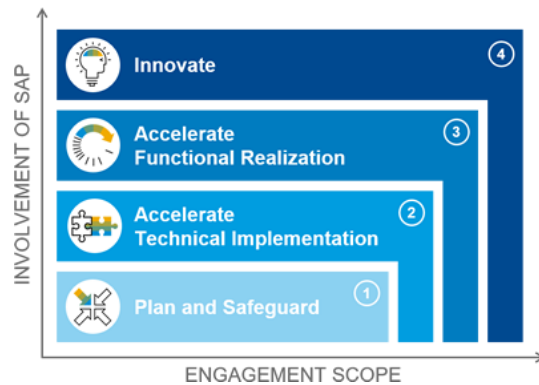 INVOLVEMENT OF SAP
Innovate
4
Accelerate
Functional Realization
3
Accelerate
Technical Implementation
2
Plan and Safeguard
1
ENGAGEMENT SCOPE